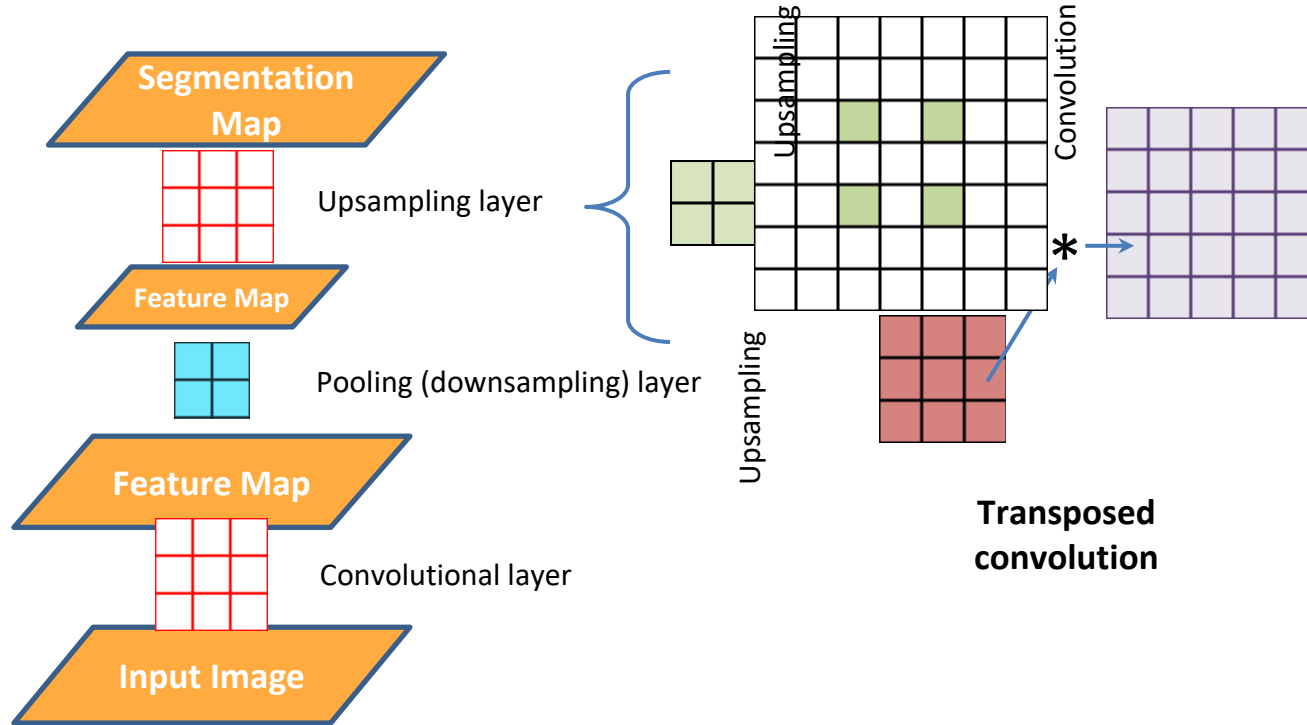 Segmentation
Map
Upsampling layer
Feature Map
Pooling (downsampling) layer
Feature Map
Convolutional layer
Input Image
Upsampling
Convolution
*
Upsampling
Transposed
convolution